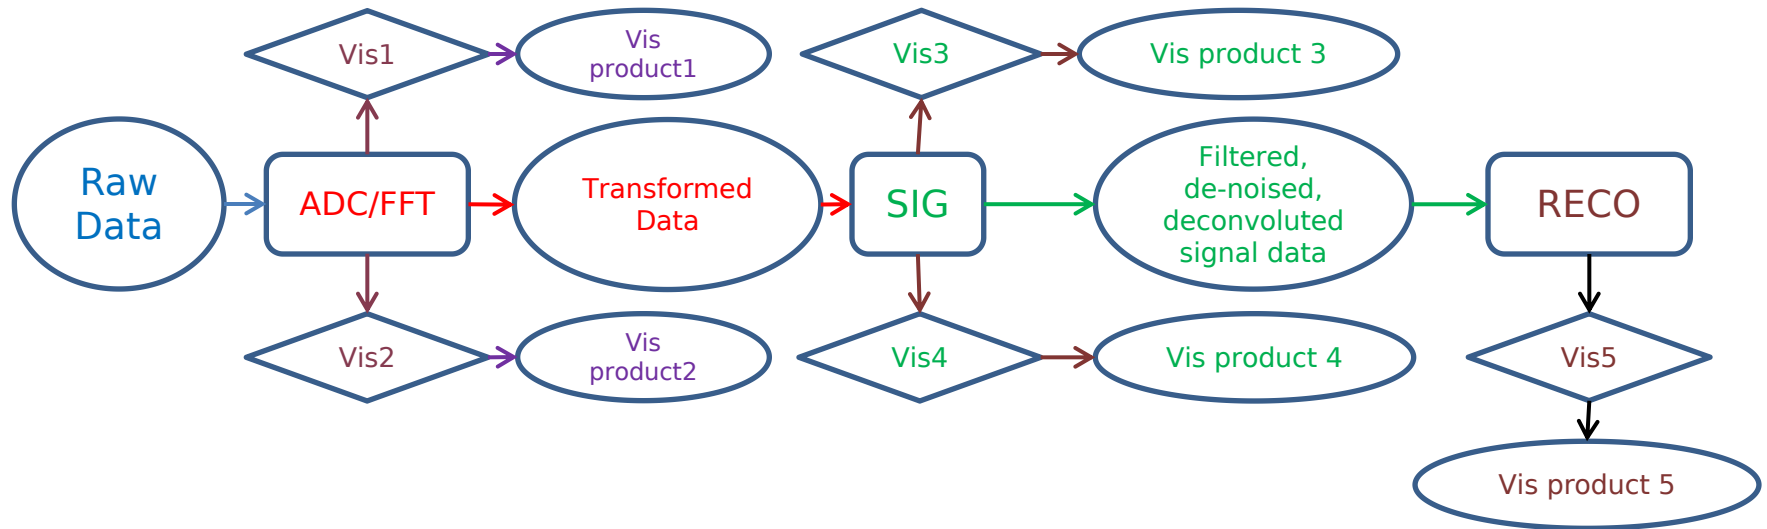 Vis1
Vis
product1
Vis3
Vis product 3
Raw
Data
ADC/FFT
Transformed
Data
SIG
Filtered,
de-noised,
deconvoluted
signal data
RECO
Vis2
Vis
product2
Vis4
Vis product 4
Vis5
Vis product 5